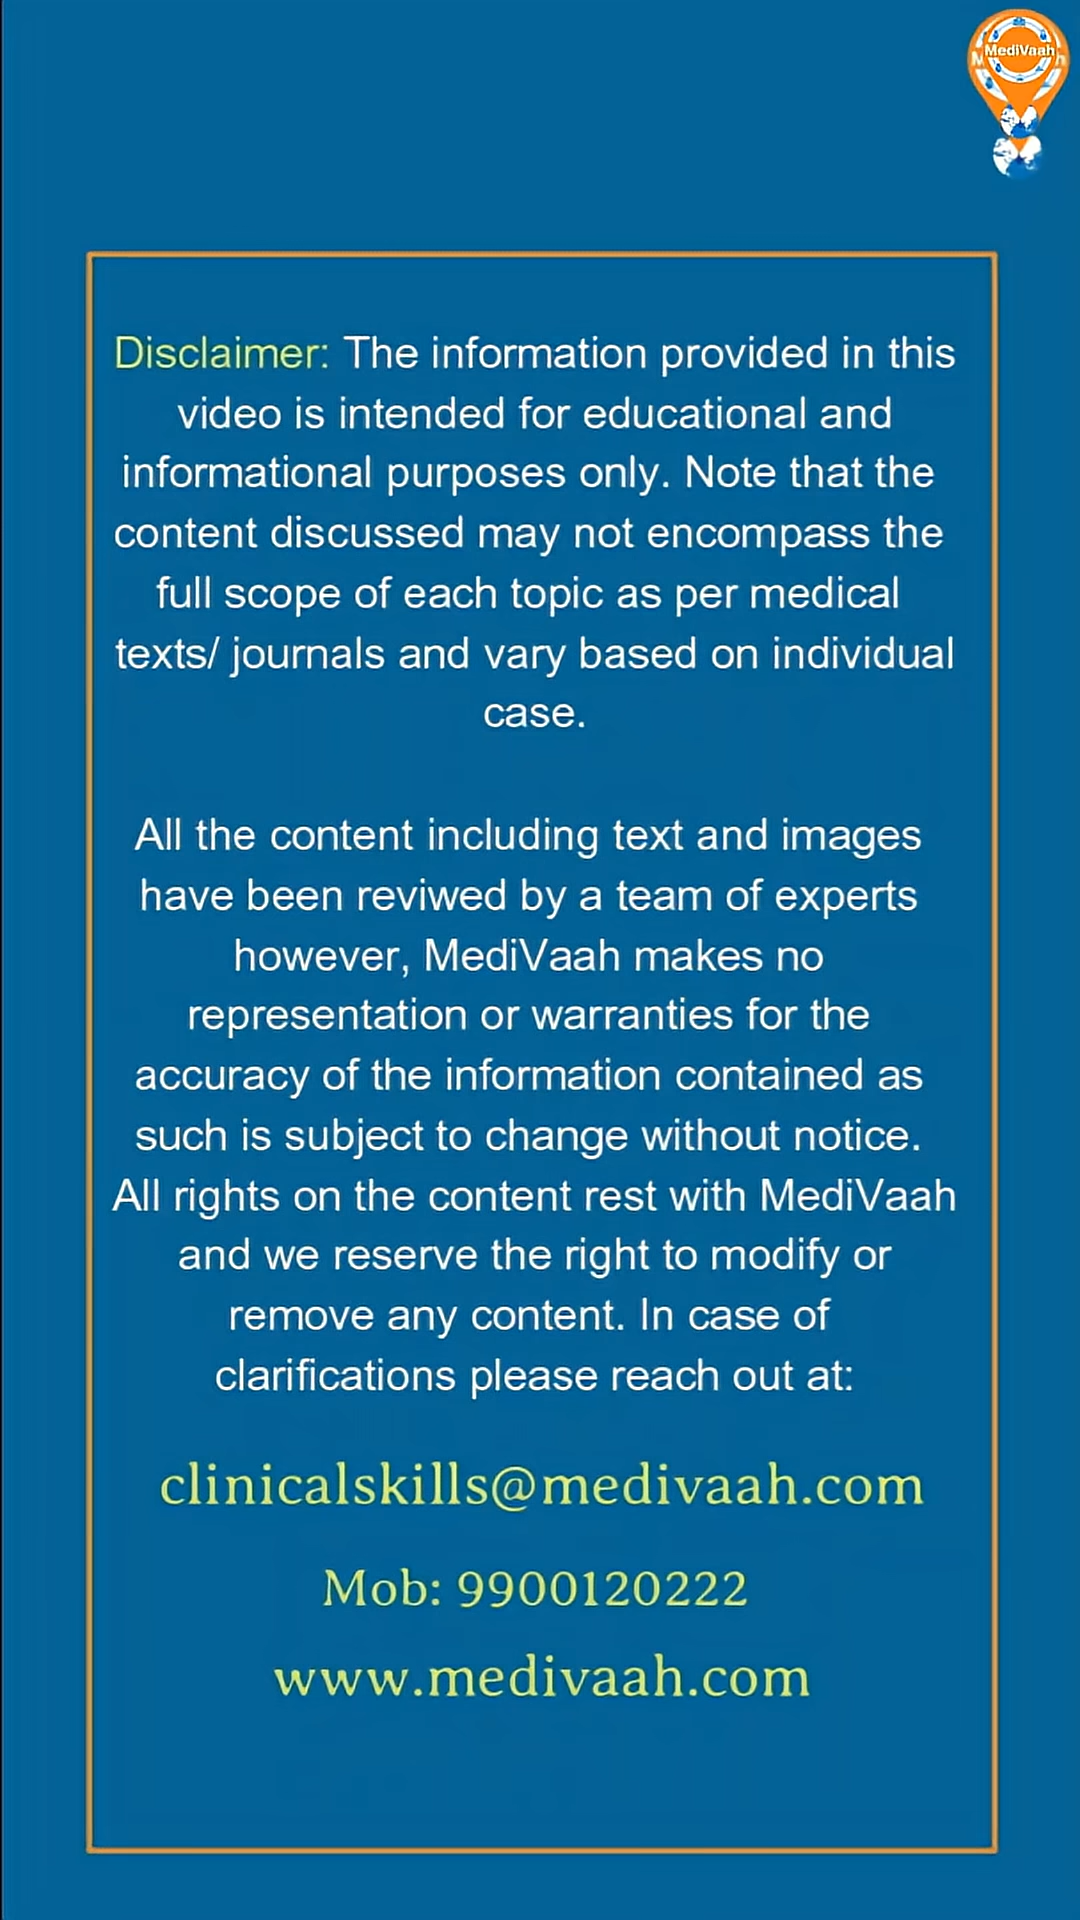 MediVaah
Disclaimer: The information provided in this
video is intended for educational and
informational purposes only. Note that the
content discussed may not encompass the
full scope of each topic as per medical
texts/ journals and vary based on individual
case.
All the content including text and images
have been reviwed by a team of experts
however, MediVaah makes no
representation or warranties for the
accuracy of the information contained as
such is subject to change without notice.
All rights on the content rest with MediVaah
and we reserve the right to modify or
remove any content. In case of
clarifications please reach out at:
clinicalskills@medivaah.com
Mob: 9900120222
www.medivaah.com